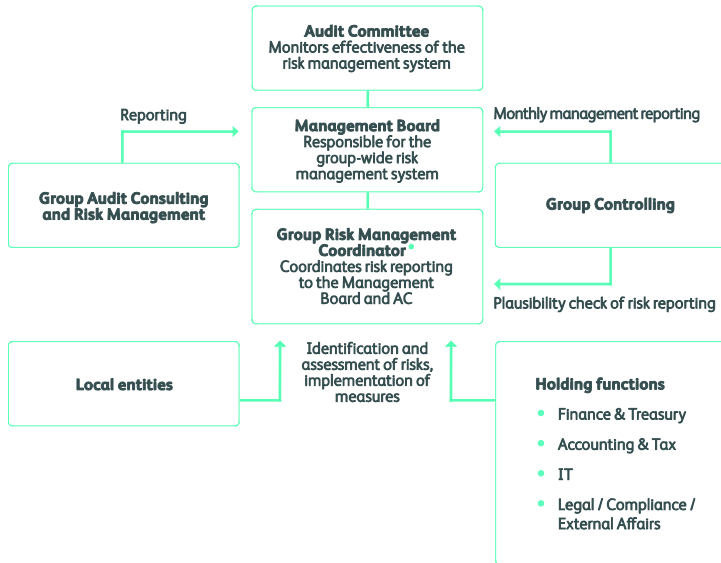 Audit Committee
Monitors effectiveness of the
risk management system
Reporting
Monthly management reporting
Management Board
Responsible for the
group-wide risk
management system
Group Audit Consulting
and Risk Management
Group Controlling
Group Risk Management
Coordinator
Coordinates risk reporting
to the Management
Board and AC
Plausibility check of risk reporting
Local entities
Identification and
assessment of risks,
implementation of
measures
Holding functions
• Finance & Treasury
• Accounting & Tax
• IT
• Legal / Compliance /
External Affairs